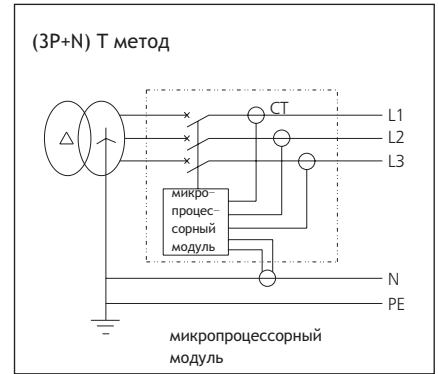 (3P+N) T метод
CT
L1
L2
L3
микро-
процес-
сорный
модуль
N
PE
микропроцессорный
модуль